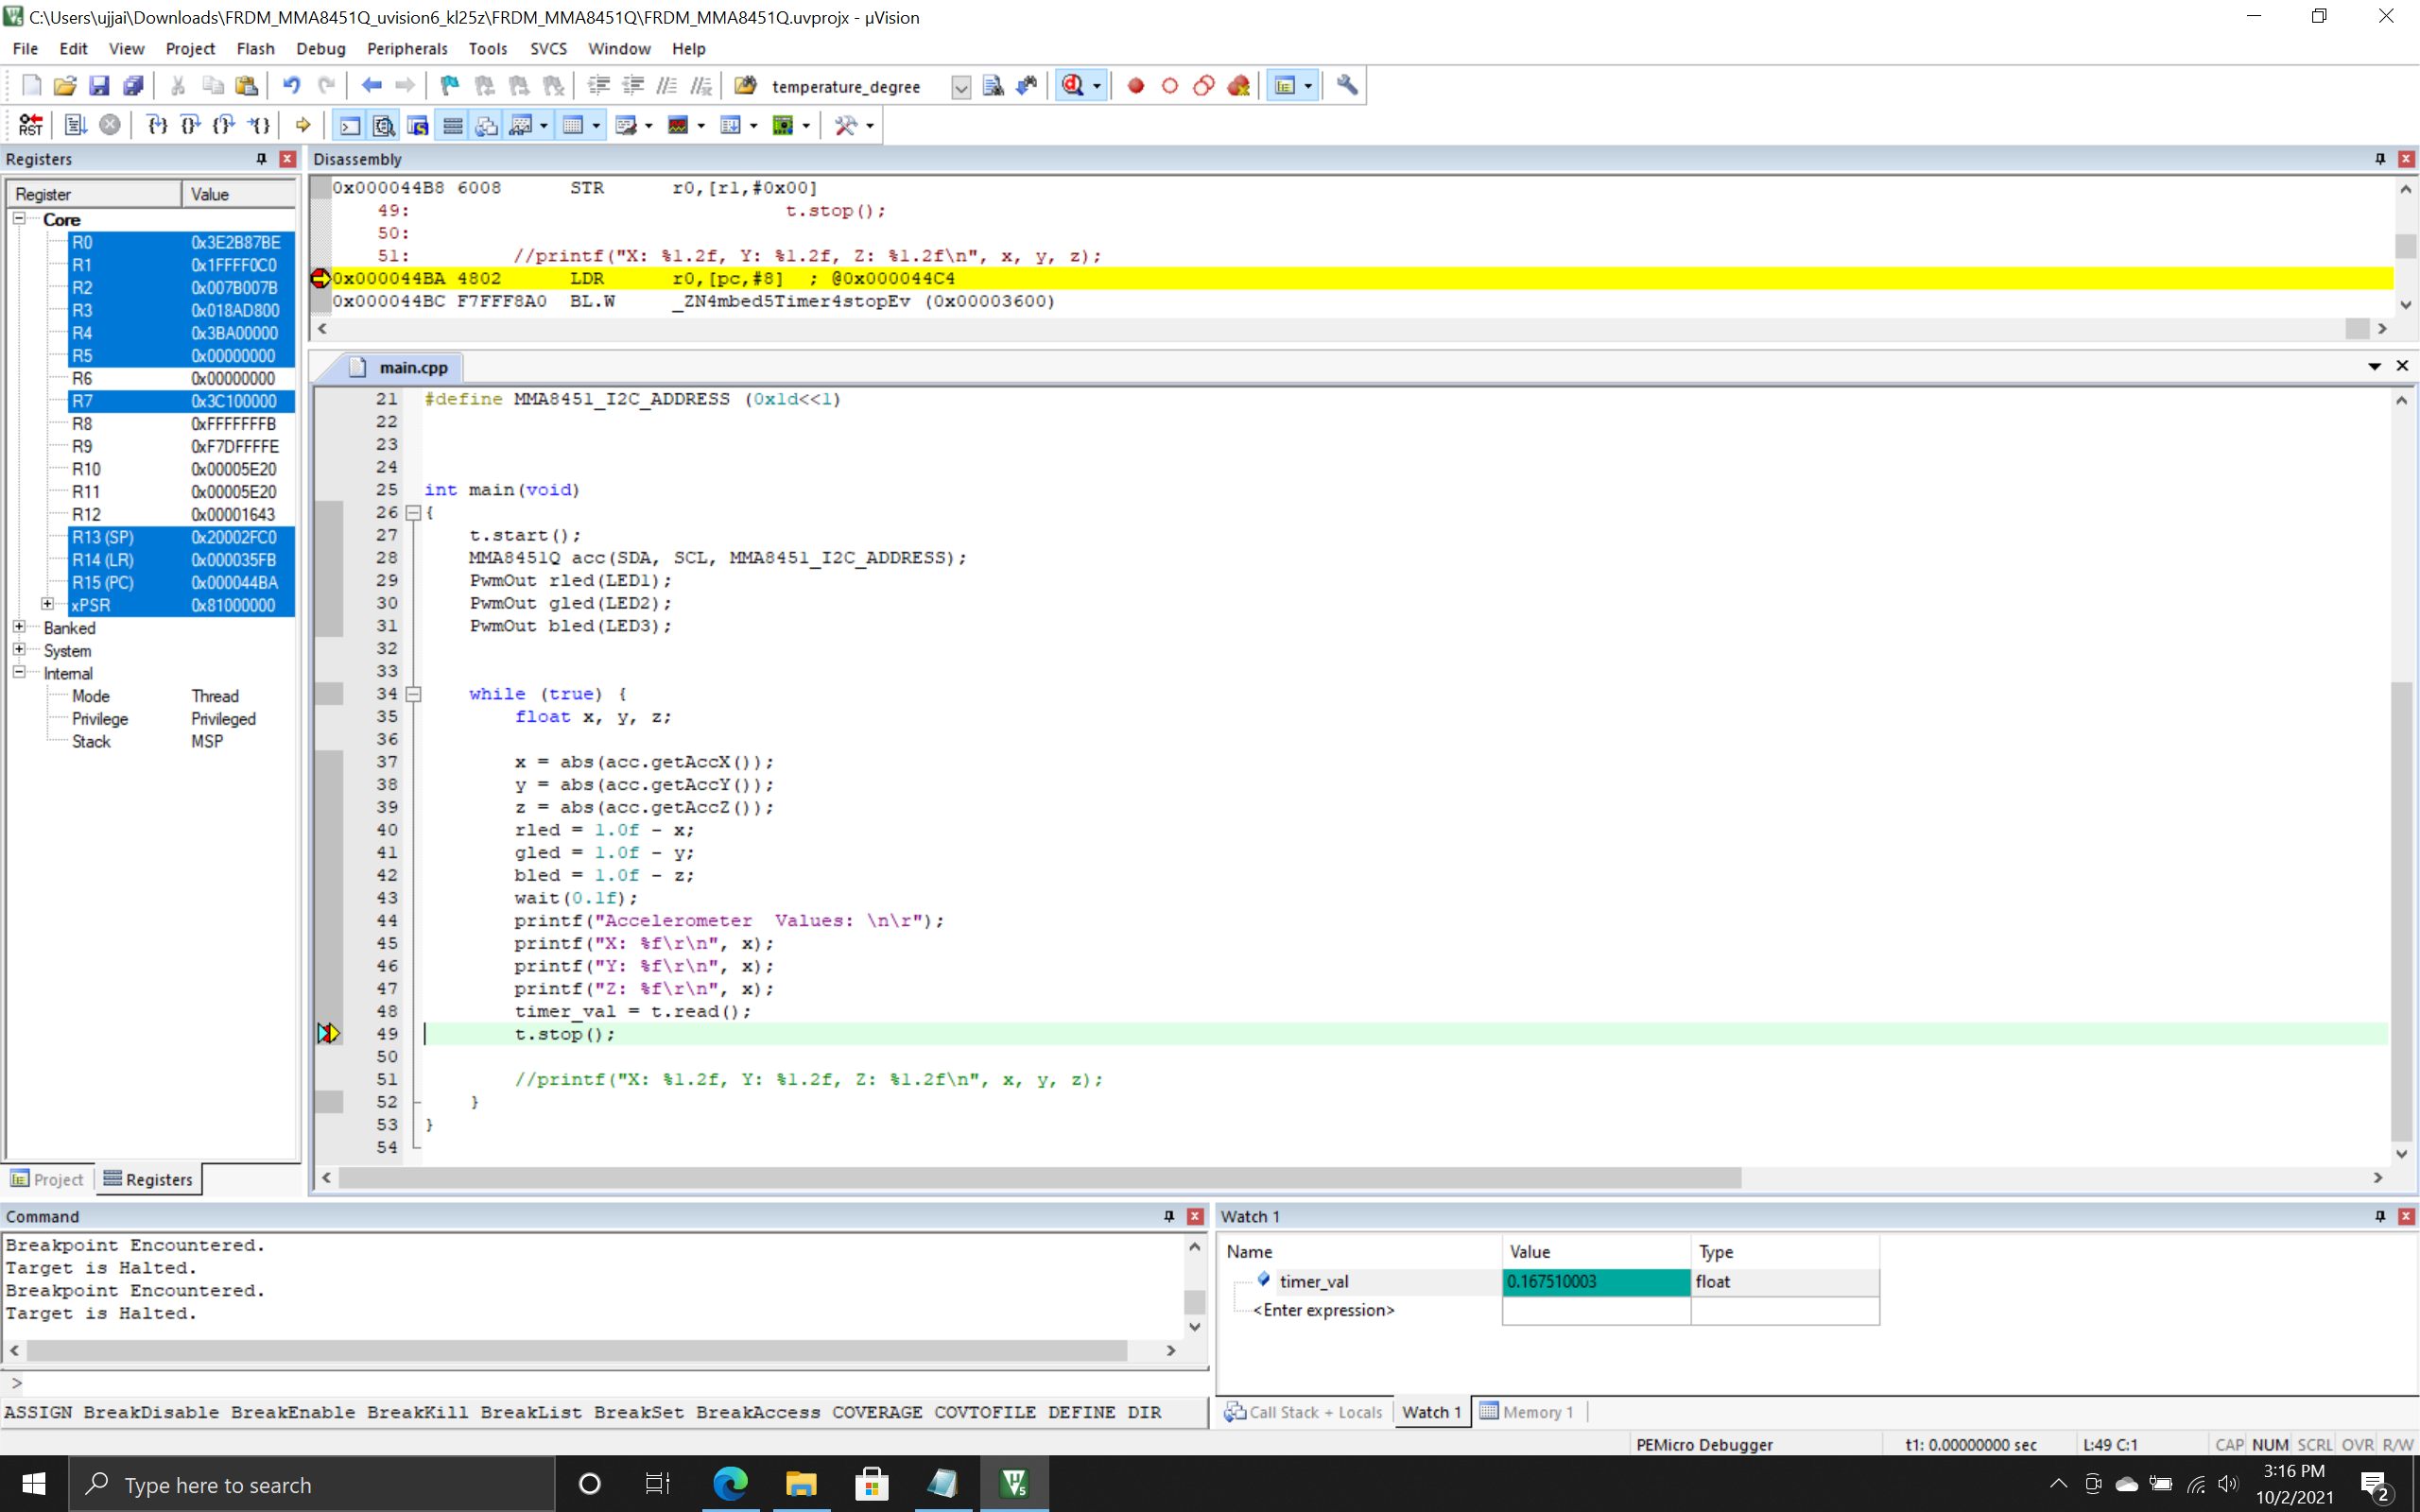 C:\Users\ujjai\Downloads\FRDM_MMA8451Q_uvision6_kl25z\FRDM_MMA8451Q\FRDM_MMA8451Q.uvprojx - µVision
File Edit View Project Flash Debug Peripherals Tools SVCS Window Help
temperature_degree
RST
Registers
Register Value
Core
R0 0x3E2B87BE
R1 0x1FFFF0C0
R2 0x007B007B
R3 0x018AD800
R4 0x3BA00000
R5 0x00000000
R6 0x00000000
R7 0x3C100000
R8 0xFFFFFFFB
R9 0xF7DFFFFE
R10 0x00005E20
R11 0x00005E20
R12 0x00001643
R13 (SP) 0x20002FC0
R14 (LR) 0x000035FB
R15 (PC) 0x000044BA
xPSR 0x81000000
Banked
System
Internal
Mode Thread
Privilege Privileged
Stack MSP
Project Registers
Disassembly
0x000044B8 6008 STR r0,[r1,#0x00]
49: t.stop();
50:
51: //printf("X: %1.2f, Y: %1.2f, Z: %1.2f\n", x, y, z);
0x000044BA 4802 LDR r0,[pc,#8] ; @0x000044C4
0x000044BC F7FFF8A0 BL.W _ZN4mbed5Timer4stopEv (0x00003600)
main.cpp
21 #define MMA8451_I2C_ADDRESS (0x1d<<1)
22
23
24
25 int main(void)
26 {
27 t.start();
28 MMA8451Q acc(SDA, SCL, MMA8451_I2C_ADDRESS);
29 PwmOut rled(LED1);
30 PwmOut gled(LED2);
31 PwmOut bled(LED3);
32
33
34 while (true) {
35 float x, y, z;
36
37 x = abs(acc.getAccX());
38 y = abs(acc.getAccY());
39 z = abs(acc.getAccZ());
40 rled = 1.0f - x;
41 gled = 1.0f - y;
42 bled = 1.0f - z;
43 wait(0.1f);
44 printf("Accelerometer  Values: \n\r");
45 printf("X: %f\r\n", x);
46 printf("Y: %f\r\n", x);
47 printf("Z: %f\r\n", x);
48 timer_val = t.read();
49 t.stop();
50
51 //printf("X: %1.2f, Y: %1.2f, Z: %1.2f\n", x, y, z);
52 }
53 }
54
Command
Breakpoint Encountered.
Target is Halted.
Breakpoint Encountered.
Target is Halted.
>
ASSIGN BreakDisable BreakEnable BreakKill BreakList BreakSet BreakAccess COVERAGE COVTOFILE DEFINE DIR
Watch 1
Name Value Type
timer_val 0.167510003 float
<Enter expression>
Call Stack + Locals Watch 1 Memory 1
PEMicro Debugger t1: 0.00000000 sec L:49 C:1 CAP NUM SCRL OVR R/W
Type here to search
3:16 PM
10/2/2021
2